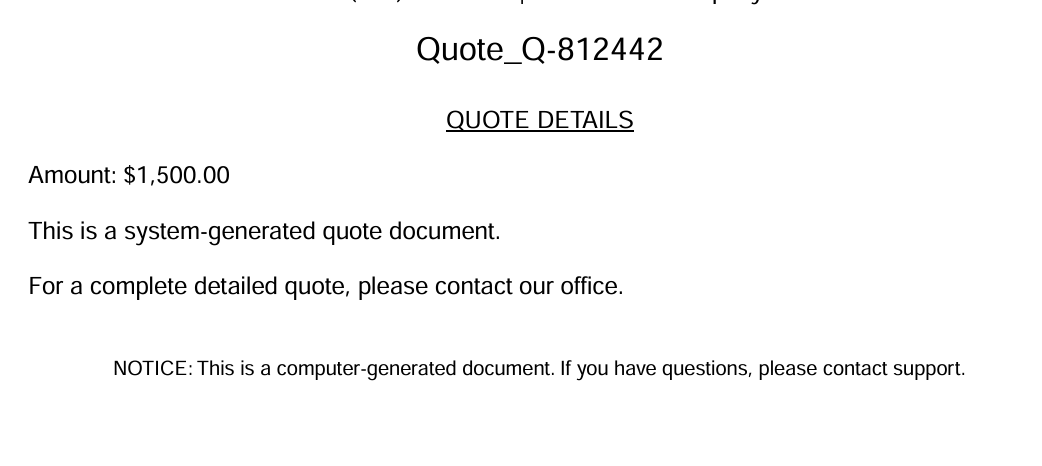 Quote_Q-812442
QUOTE DETAILS
Amount: $1,500.00
This is a system-generated quote document.
For a complete detailed quote, please contact our office.
NOTICE: This is a computer-generated document. If you have questions, please contact support.